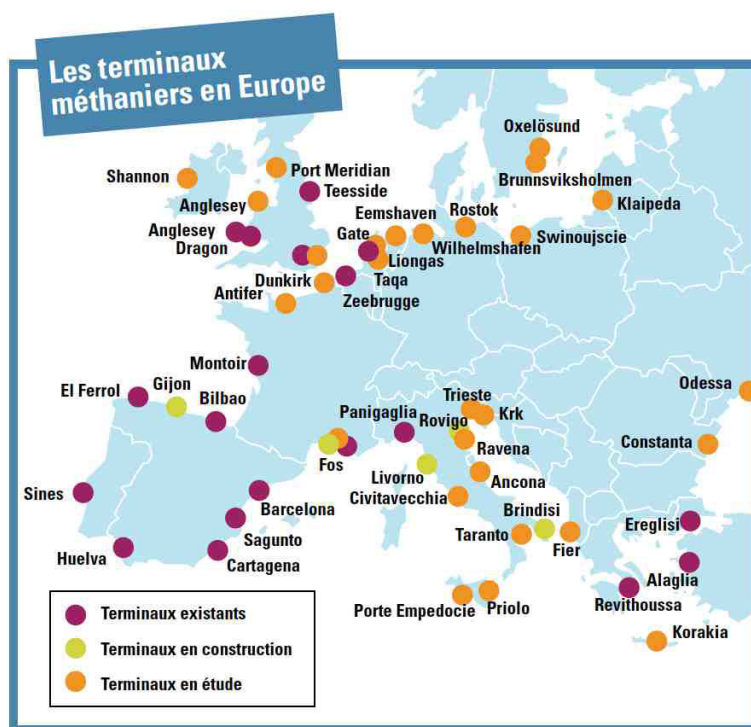 Les terminaux
méthaniers en Europe
Oxelösund
Shannon
Port Meridian
Teesside
Brunnsviksholmen
Klaipeda
Anglesey
Eemshaven
Rostok
Anglesey
Dragon
Gate
Wilhelmshafen
Swinoujscie
Liongas
Dunkirk
Taqa
Antifer
Zeebrugge
Montoir
El Ferrol
Gijon
Bilbao
Trieste
Odessa
Panigaglia
Rovigo
Krk
Fos
Ravena
Constanta
Livorno
Ancona
Civitavecchia
Sines
Barcelona
Brindisi
Ereglisi
Sagunto
Taranto
Fier
Huelva
Cartagena
Alaglia
Revithoussa
Porte Empedocie
Priolo
Korakia
Terminaux existants
Terminaux en construction
Terminaux en étude